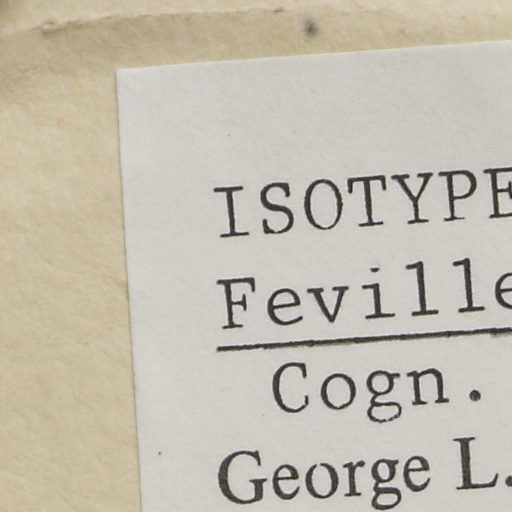 ISOTYPE
Feville
Cogn.
George L.